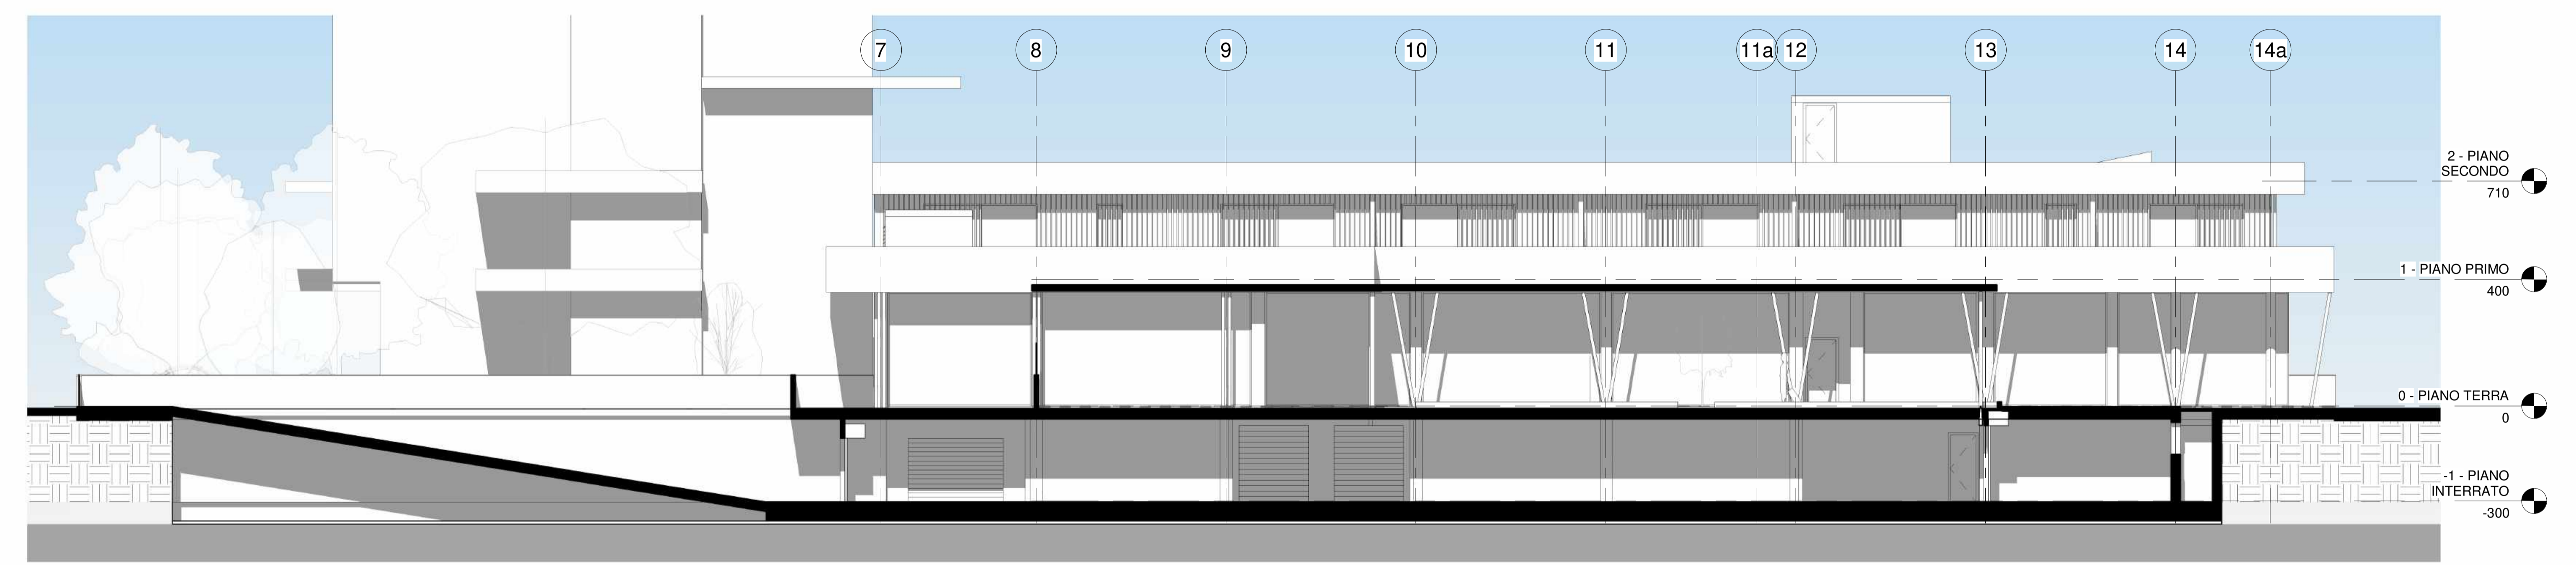 7
8
9
10
11
11a
12
13
14
14a
2 - PIANO
SECONDO
710
1 - PIANO PRIMO
400
0 - PIANO TERRA
0
-1 - PIANO
INTERRATO
-300